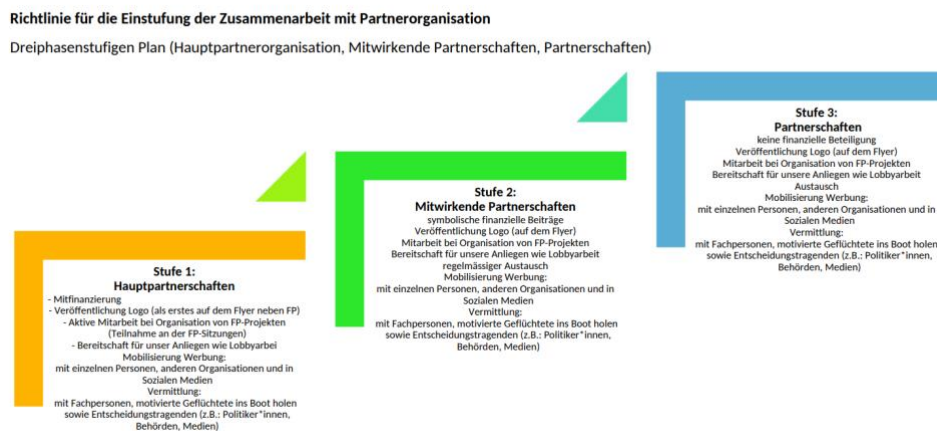 Richtlinie für die Einstufung der Zusammenarbeit mit Partnerorganisation
Dreiphasenstufigen Plan (Hauptpartnerorganisation, Mitwirkende Partnerschaften, Partnerschaften)
Stufe 1:
Hauptpartnerschaften
- Mitfinanzierung
- Veröffentlichung Logo (als erstes auf dem Flyer neben FP)
- Aktive Mitarbeit bei Organisation von FP-Projekten
(Teilnahme an der FP-Sitzungen)
- Bereitschaft für unser Anliegen wie Lobbyarbei
Mobilisierung Werbung:
mit einzelnen Personen, anderen Organisationen und in
Sozialen Medien
Vermittlung:
mit Fachpersonen, motivierte Geflüchtete ins Boot holen
sowie Entscheidungstragenden (z.B.: Politiker*innen,
Behörden, Medien)
Stufe 2:
Mitwirkende Partnerschaften
symbolische finanzielle Beiträge
Veröffentlichung Logo (auf dem Flyer)
Mitarbeit bei Organisation von FP-Projekten
Bereitschaft für unsere Anliegen wie Lobbyarbeit
regelmässiger Austausch
Mobilisierung Werbung:
mit einzelnen Personen, anderen Organisationen und in
Sozialen Medien
Vermittlung:
mit Fachpersonen, motivierte Geflüchtete ins Boot holen
sowie Entscheidungstragenden (z.B.: Politiker*innen,
Behörden, Medien)
Stufe 3:
Partnerschaften
keine finanzielle Beteiligung
Veröffentlichung Logo (auf dem Flyer)
Mitarbeit bei Organisation von FP-Projekten
Bereitschaft für unsere Anliegen wie Lobbyarbeit
Austausch
Mobilisierung Werbung:
mit einzelnen Personen, anderen Organisationen und in
Sozialen Medien
Vermittlung:
mit Fachpersonen, motivierte Geflüchtete ins Boot holen
sowie Entscheidungstragenden (z.B.: Politiker*innen,
Behörden, Medien)